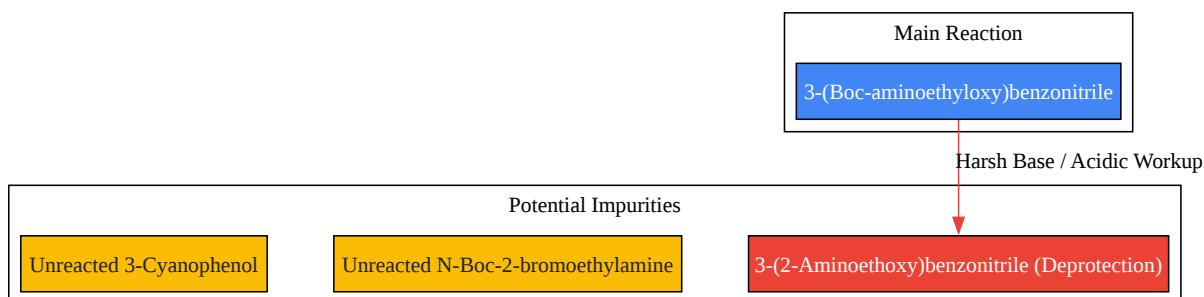 Main Reaction
3-(Boc-aminoethyloxy)benzonitrile
Harsh Base / Acidic Workup
Potential Impurities
Unreacted 3-Cyanophenol
Unreacted N-Boc-2-bromoethylamine
3-(2-Aminoethoxy)benzonitrile (Deprotection)